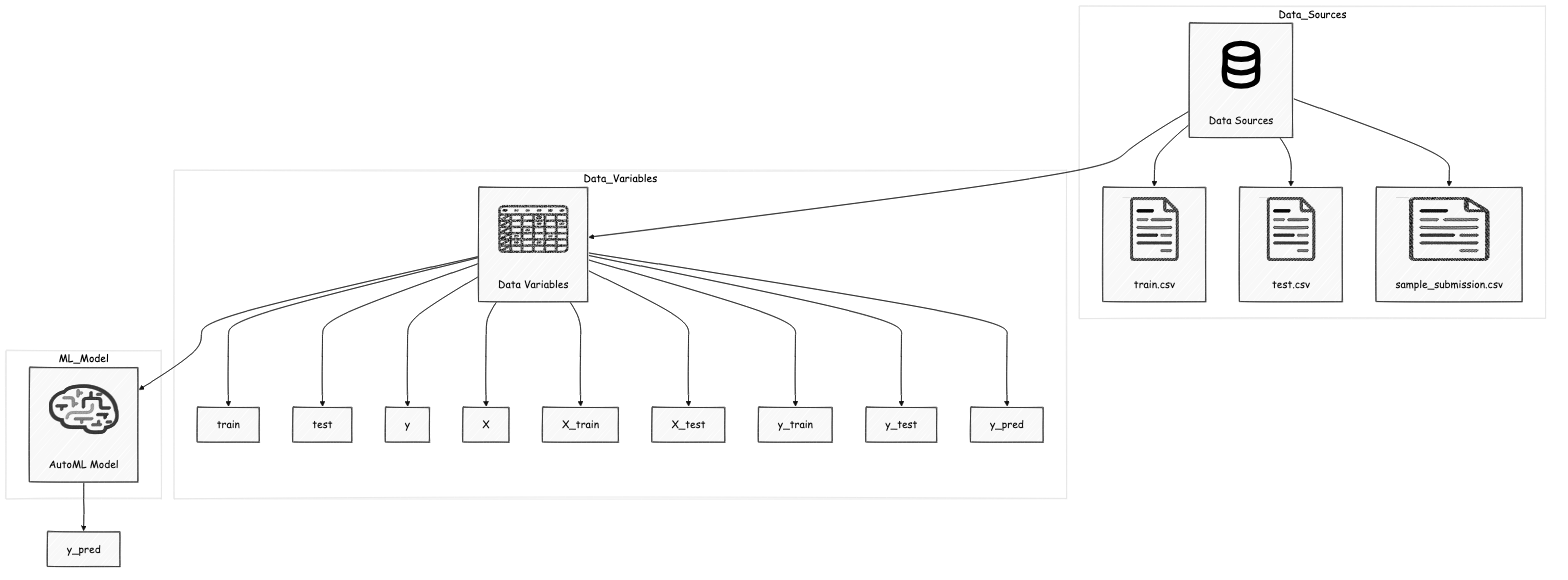 Data_Sources
Data Sources
Data_Variables
Data Variables
train.csv
test.csv
sample_submission.csv
ML_Model
AutoML Model
train
test
y
X
X_train
X_test
y_train
y_test
y_pred
y_pred